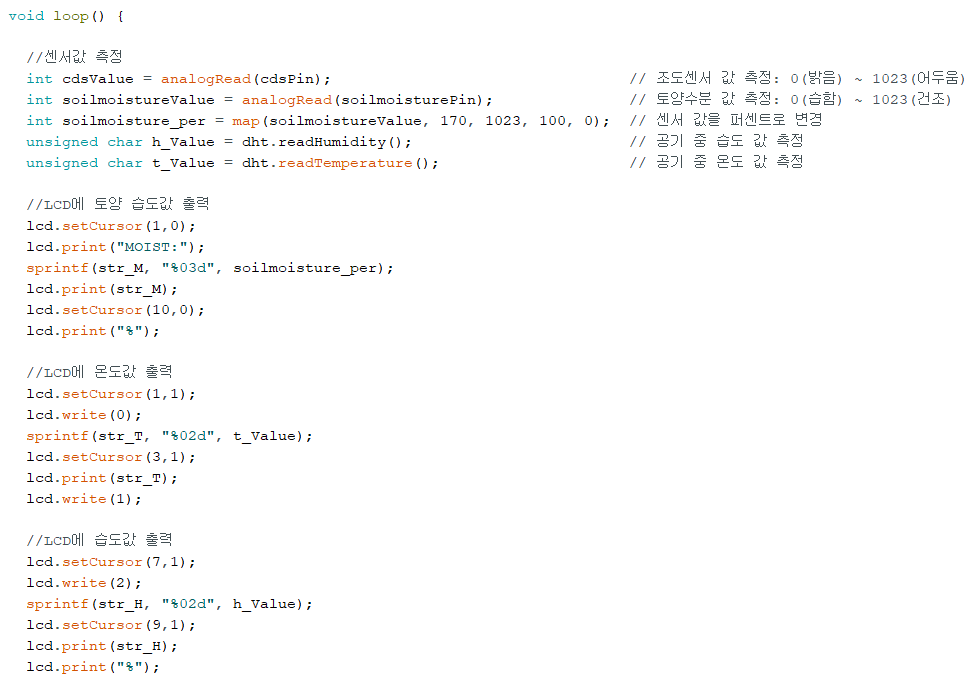 void loop() {
//센서값 측정
int cdsValue = analogRead(cdsPin); // 조도센서 값 측정: 0(밝음) ~ 1023(어두움)
int soilmoistureValue = analogRead(soilmoisturePin); // 토양수분 값 측정: 0(습함) ~ 1023(건조)
int soilmoisture_per = map(soilmoistureValue, 170, 1023, 100, 0); // 센서 값을 퍼센트로 변경
unsigned char h_Value = dht.readHumidity(); // 공기 중 습도 값 측정
unsigned char t_Value = dht.readTemperature(); // 공기 중 온도 값 측정
//LCD에 토양 습도값 출력
lcd.setCursor(1,0);
lcd.print("MOIST:");
sprintf(str_M, "%03d", soilmoisture_per);
lcd.print(str_M);
lcd.setCursor(10,0);
lcd.print("%");
//LCD에 온도값 출력
lcd.setCursor(1,1);
lcd.write(0);
sprintf(str_T, "%02d", t_Value);
lcd.setCursor(3,1);
lcd.print(str_T);
lcd.write(1);
//LCD에 습도값 출력
lcd.setCursor(7,1);
lcd.write(2);
sprintf(str_H, "%02d", h_Value);
lcd.setCursor(9,1);
lcd.print(str_H);
lcd.print("%");